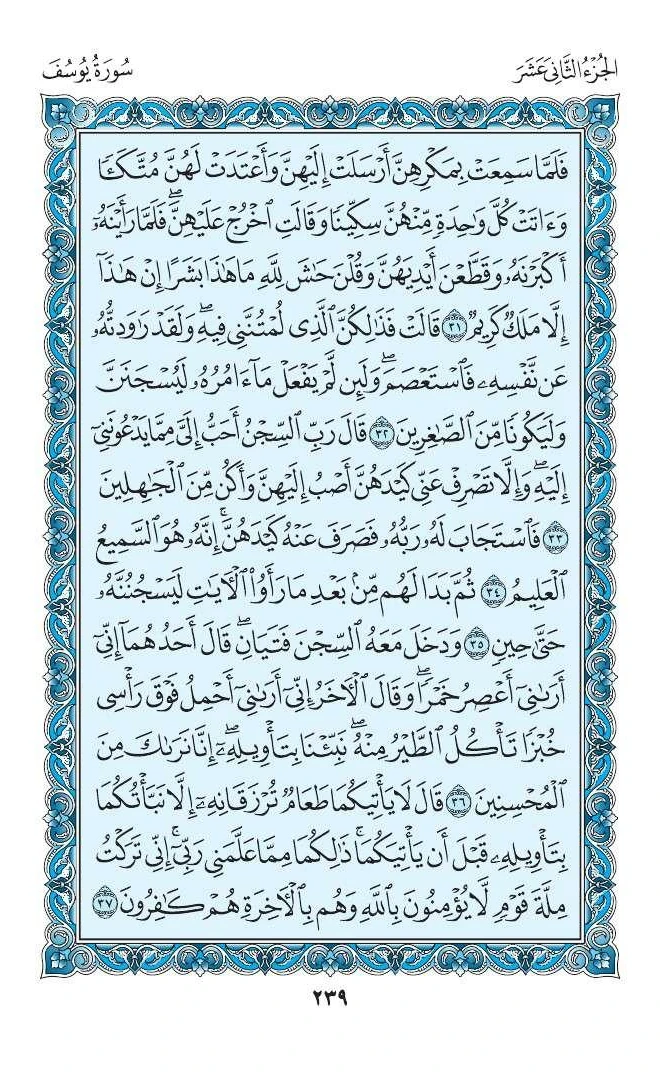 الجُزْءُ الثَّانِي عَشَرَ
سُورَةُ يُوسُفَ
فَلَمَّا سَمِعَتْ بِمَكْرِهِنَّ أَرْسَلَتْ إِلَيْهِنَّ وَأَعْتَدَتْ لَهُنَّ مُتَّكَـًٔا
وَءَاتَتْ كُلَّ وَٰحِدَةٍ مِّنْهُنَّ سِكِّينًا وَقَالَتِ ٱخْرُجْ عَلَيْهِنَّ ۖ فَلَمَّا رَأَيْنَهُۥٓ
أَكْبَرْنَهُۥ وَقَطَّعْنَ أَيْدِيَهُنَّ وَقُلْنَ حَـٰشَ لِلَّهِ مَا هَـٰذَا بَشَرًا إِنْ هَـٰذَآ
إِلَّا مَلَكٌ كَرِيمٌ ٣١ قَالَتْ فَذَٰلِكُنَّ ٱلَّذِى لُمْتُنَّنِى فِيهِ ۖ وَلَقَدْ رَٰوَدتُّهُۥ
عَن نَّفْسِهِۦ فَٱسْتَعْصَمَ ۖ وَلَئِن لَّمْ يَفْعَلْ مَآ ءَامُرُهُۥ لَيُسْجَنَنَّ
وَلَيَكُونًا مِّنَ ٱلصَّـٰغِرِينَ ٣٢ قَالَ رَبِّ ٱلسِّجْنُ أَحَبُّ إِلَىَّ مِمَّا يَدْعُونَنِىٓ
إِلَيْهِ ۖ وَإِلَّا تَصْرِفْ عَنِّى كَيْدَهُنَّ أَصْبُ إِلَيْهِنَّ وَأَكُن مِّنَ ٱلْجَـٰهِلِينَ
٣٣ فَٱسْتَجَابَ لَهُۥ رَبُّهُۥ فَصَرَفَ عَنْهُ كَيْدَهُنَّ ۚ إِنَّهُۥ هُوَ ٱلسَّمِيعُ
ٱلْعَلِيمُ ٣٤ ثُمَّ بَدَا لَهُم مِّنۢ بَعْدِ مَا رَأَوُا۟ ٱلْـَٔايَـٰتِ لَيَسْجُنُنَّهُۥ
حَتَّىٰ حِينٍ ٣٥ وَدَخَلَ مَعَهُ ٱلسِّجْنَ فَتَيَانِ ۖ قَالَ أَحَدُهُمَآ إِنِّىٓ
أَرَىٰنِىٓ أَعْصِرُ خَمْرًا ۖ وَقَالَ ٱلْـَٔاخَرُ إِنِّىٓ أَرَىٰنِىٓ أَحْمِلُ فَوْقَ رَأْسِى
خُبْزًا تَأْكُلُ ٱلطَّيْرُ مِنْهُ ۖ نَبِّئْنَا بِتَأْوِيلِهِۦٓ ۖ إِنَّا نَرَىٰكَ مِنَ
ٱلْمُحْسِنِينَ ٣٦ قَالَ لَا يَأْتِيكُمَا طَعَامٌ تُرْزَقَانِهِۦٓ إِلَّا نَبَّأْتُكُمَا
بِتَأْوِيلِهِۦ قَبْلَ أَن يَأْتِيَكُمَا ۚ ذَٰلِكُمَا مِمَّا عَلَّمَنِى رَبِّىٓ ۚ إِنِّى تَرَكْتُ
مِلَّةَ قَوْمٍ لَّا يُؤْمِنُونَ بِٱللَّهِ وَهُم بِٱلْـَٔاخِرَةِ هُمْ كَـٰفِرُونَ ٣٧
٢٣٩